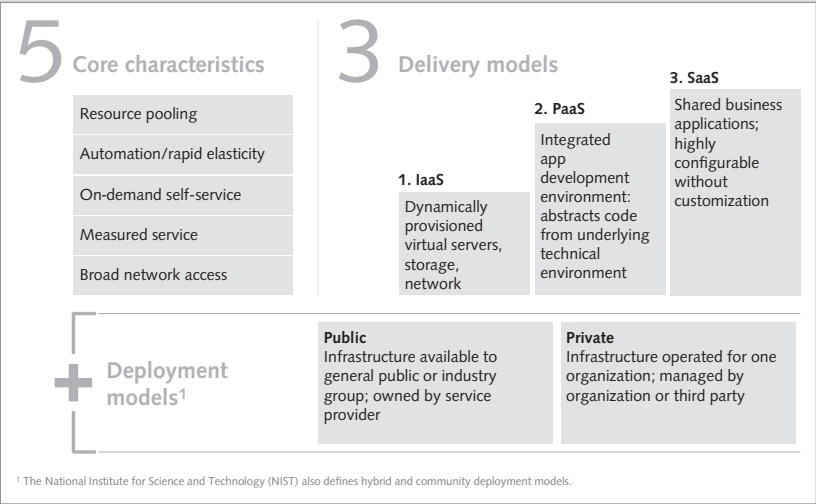 5 Core characteristics
Resource pooling
Automation/rapid elasticity
On-demand self-service
Measured service
Broad network access
3 Delivery models
1. IaaS
Dynamically
provisioned
virtual servers,
storage,
network
2. PaaS
Integrated
app
development
environment:
abstracts code
from underlying
technical
environment
3. SaaS
Shared business
applications;
highly
configurable
without
customization
+ Deployment
models¹
Public
Infrastructure available to
general public or industry
group; owned by service
provider
Private
Infrastructure operated for one
organization; managed by
organization or third party
¹ The National Institute for Science and Technology (NIST) also defines hybrid and community deployment models.